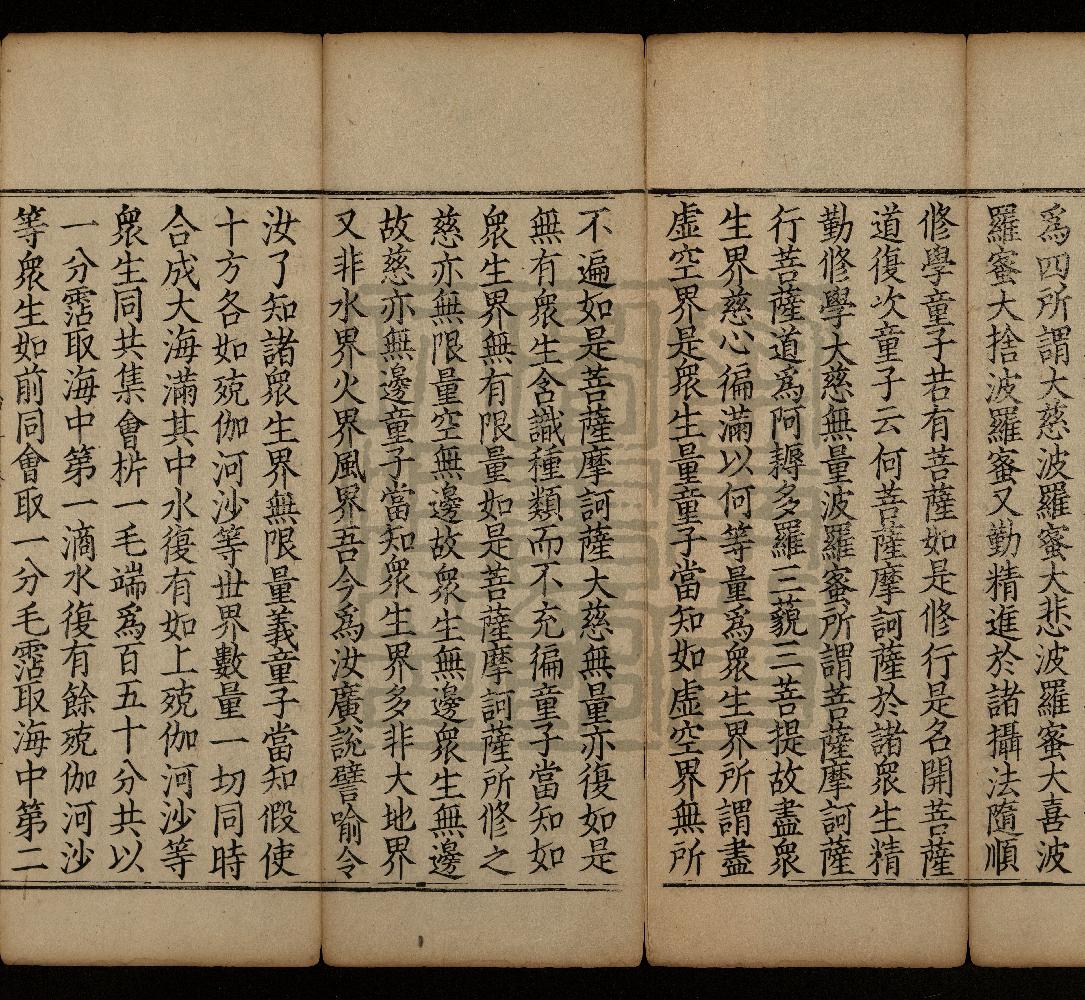 爲四所謂大慈波羅蜜大悲波羅蜜大喜波
羅蜜大捨波羅蜜又勤精進於諸攝法隨順
修學童子若有菩薩如是修行是名開菩薩
道復次童子云何菩薩摩訶薩於諸衆生精
勤修學大慈無量波羅蜜所謂菩薩摩訶薩
行菩薩道爲阿耨多羅三藐三菩提故盡衆
生界慈心徧滿以何等量爲衆生界所謂盡
虛空界是衆生量童子當知如虛空界無所
不遍如是菩薩摩訶薩大慈無量亦復如是
無有衆生含識種類而不充徧童子當知如
衆生界無有限量如是菩薩摩訶薩所修之
慈亦無限量空無邊故衆生無邊衆生無邊
故慈亦無邊童子當知衆生界多非大地界
又非水界火界風界吾今爲汝廣說譬喻令
汝了知諸衆生界無限量義童子當知假使
十方各如殑伽河沙等世界數量一切同時
合成大海滿其中水復有如上殑伽河沙等
衆生同共集會析一毛端爲百五十分共以
一分霑取海中第一滴水復有餘殑伽河沙
等衆生如前同會取一分毛霑取海中第二